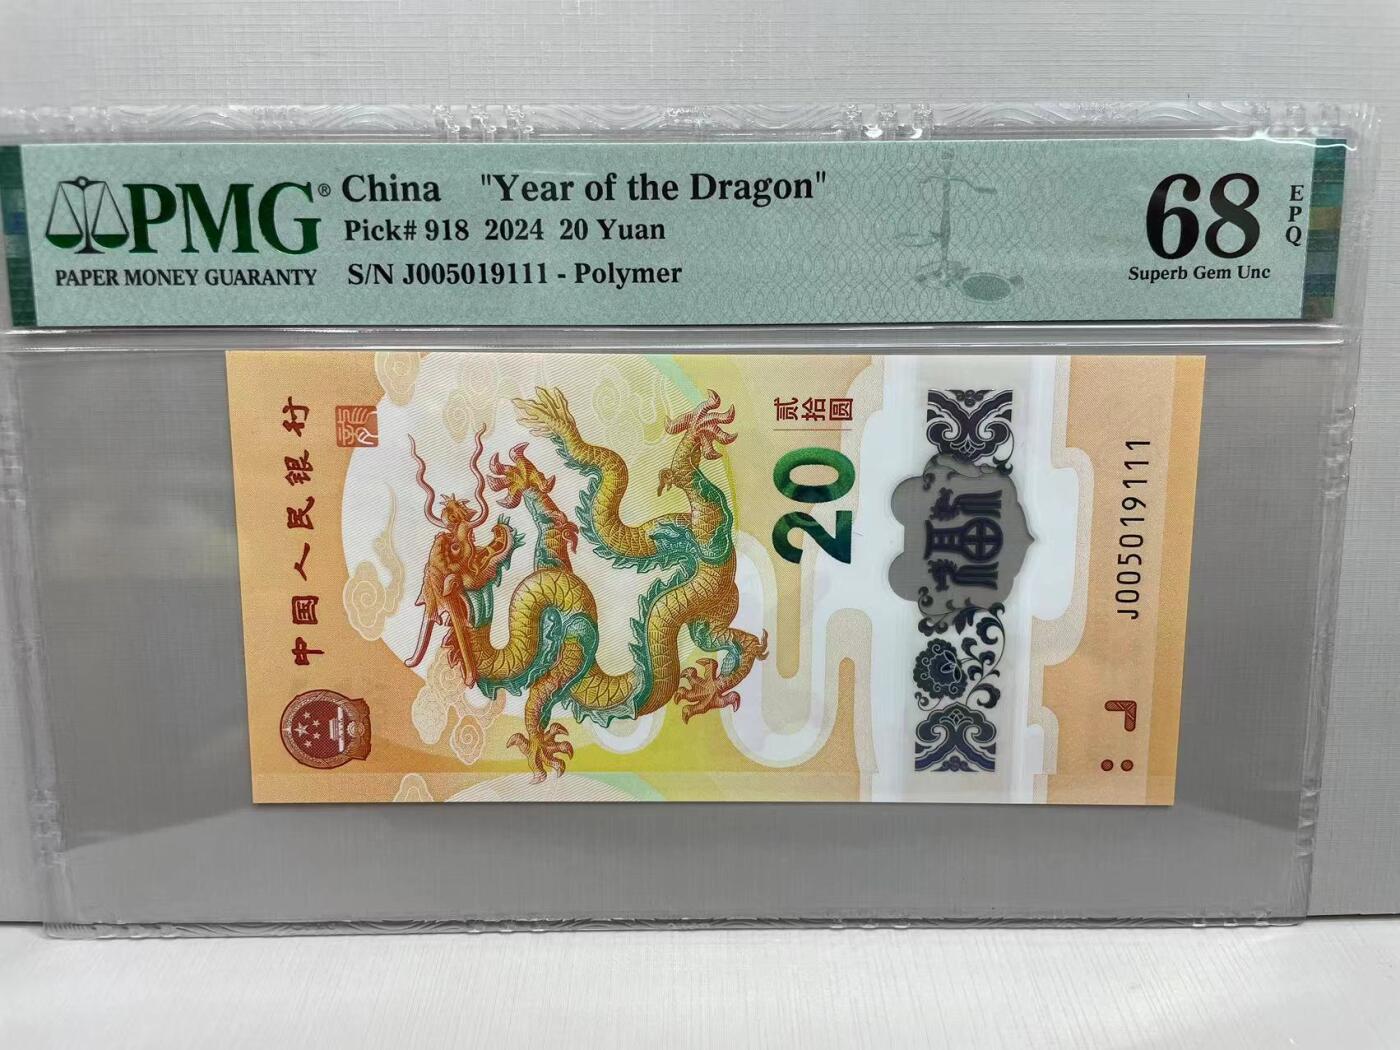 PMG®
PAPER MONEY GUARANTY
China "Year of the Dragon"
Pick# 918 2024 20 Yuan
S/N J005019111 - Polymer
68
EPQ
Superb Gem Unc
中国人民银行
贰拾圆
20
J005019111